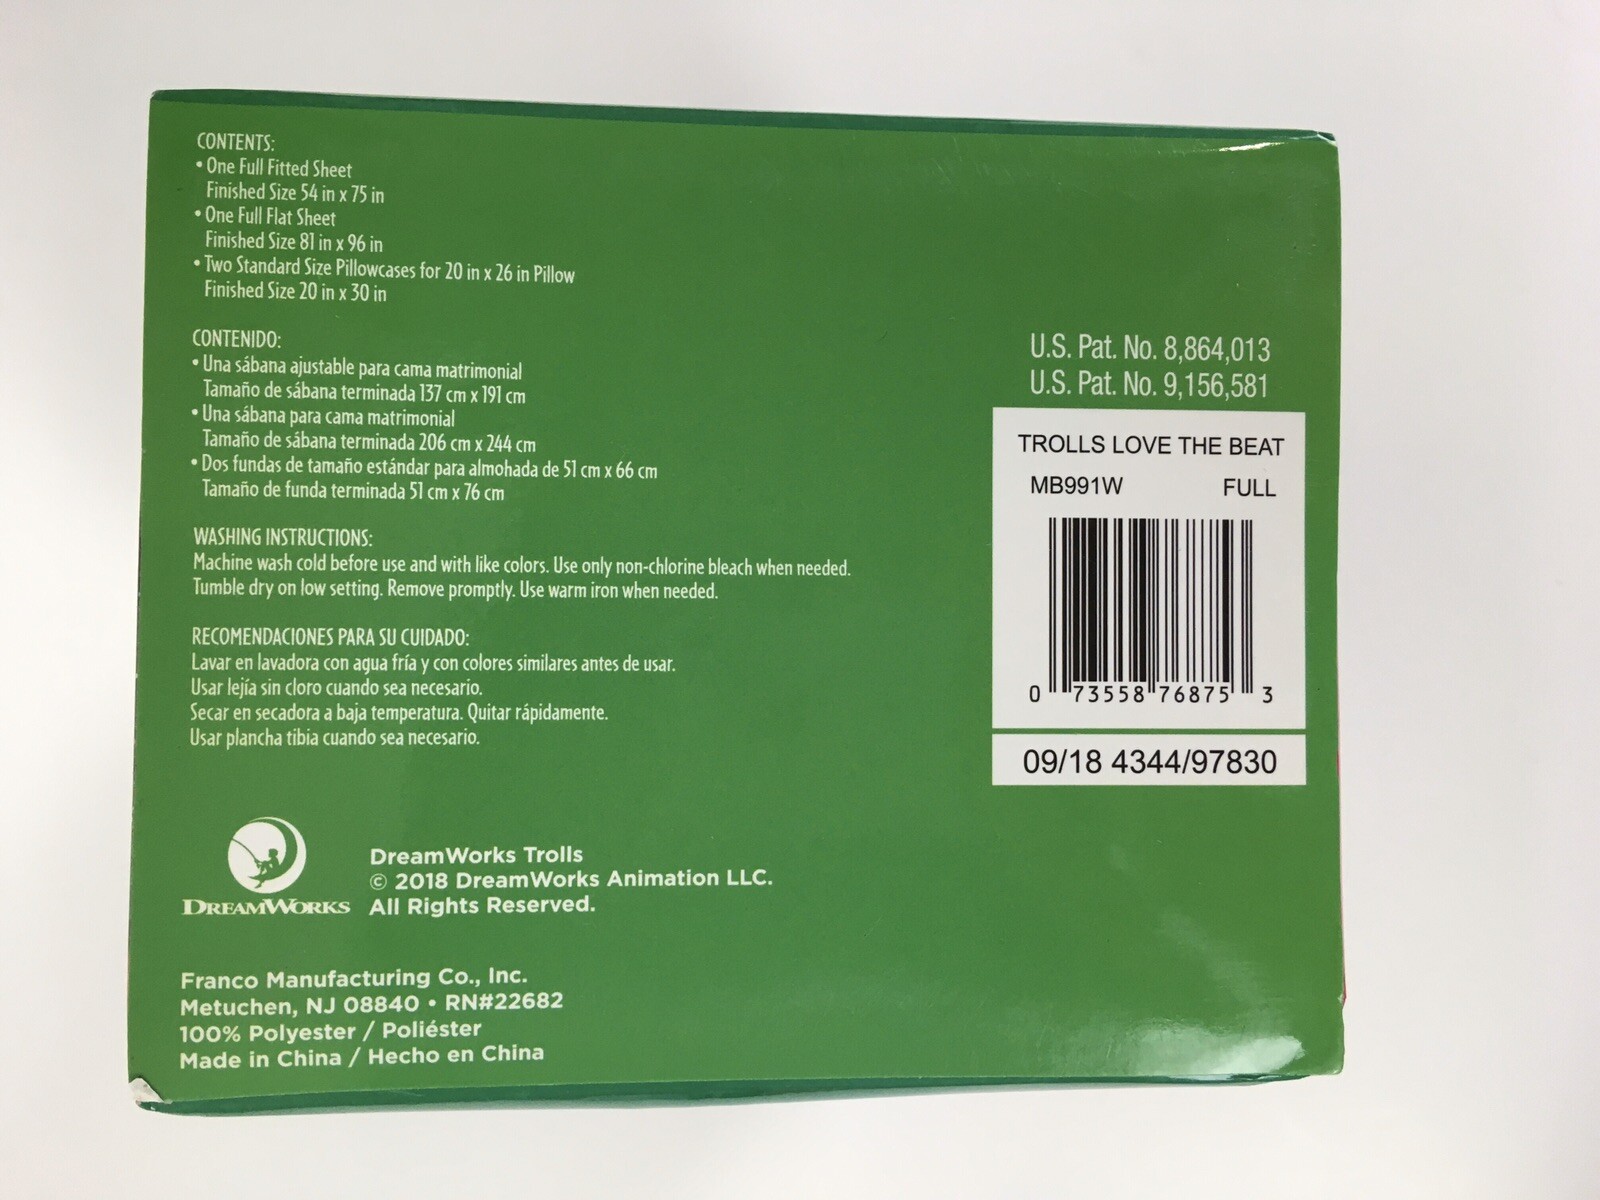 CONTENTS:
• One Full Fitted Sheet
Finished Size 54 in x 75 in
• One Full Flat Sheet
Finished Size 81 in x 96 in
• Two Standard Size Pillowcases for 20 in x 26 in Pillow
Finished Size 20 in x 30 in
CONTENIDO:
• Una sábana ajustable para cama matrimonial
Tamaño de sábana terminada 137 cm x 191 cm
• Una sábana para cama matrimonial
Tamaño de sábana terminada 206 cm x 244 cm
• Dos fundas de tamaño estándar para almohada de 51 cm x 66 cm
Tamaño de funda terminada 51 cm x 76 cm
WASHING INSTRUCTIONS:
Machine wash cold before use and with like colors. Use only non-chlorine bleach when needed.
Tumble dry on low setting. Remove promptly. Use warm iron when needed.
RECOMENDACIONES PARA SU CUIDADO:
Lavar en lavadora con agua fría y con colores similares antes de usar.
Usar lejía sin cloro cuando sea necesario.
Secar en secadora a baja temperatura. Quitar rápidamente.
Usar plancha tibia cuando sea necesario.
U.S. Pat. No. 8,864,013
U.S. Pat. No. 9,156,581
TROLLS LOVE THE BEAT
MB991W FULL
0 73558 76875 3
09/18 4344/97830
DREAMWORKS
DreamWorks Trolls
© 2018 DreamWorks Animation LLC.
All Rights Reserved.
Franco Manufacturing Co., Inc.
Metuchen, NJ 08840 • RN#22682
100% Polyester / Poliéster
Made in China / Hecho en China